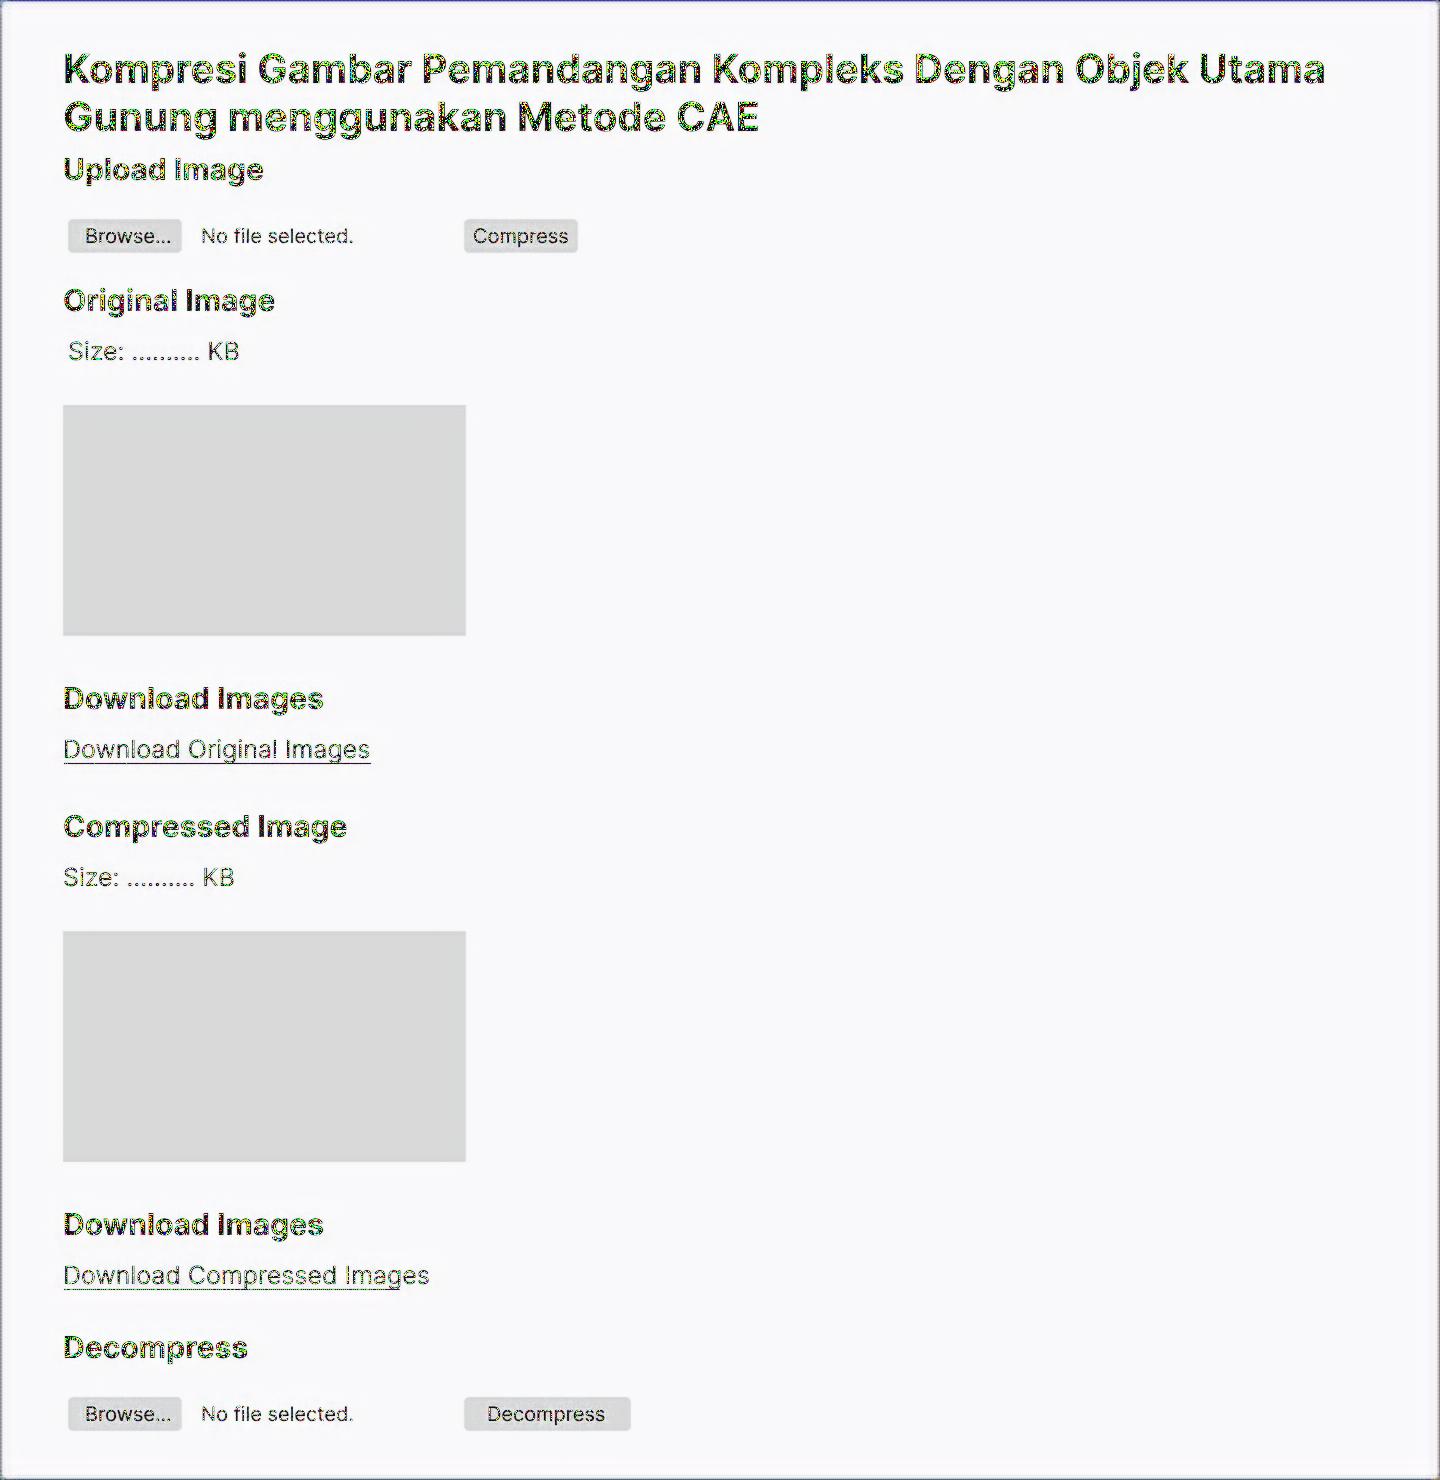 Kompresi Gambar Pemandangan Kompleks Dengan Objek Utama
Gunung menggunakan Metode CAE
Upload Image
Browse... No file selected. Compress
Original Image
Size: .......... KB
Download Images
Download Original Images
Compressed Image
Size: .......... KB
Download Images
Download Compressed Images
Decompress
Browse... No file selected. Decompress